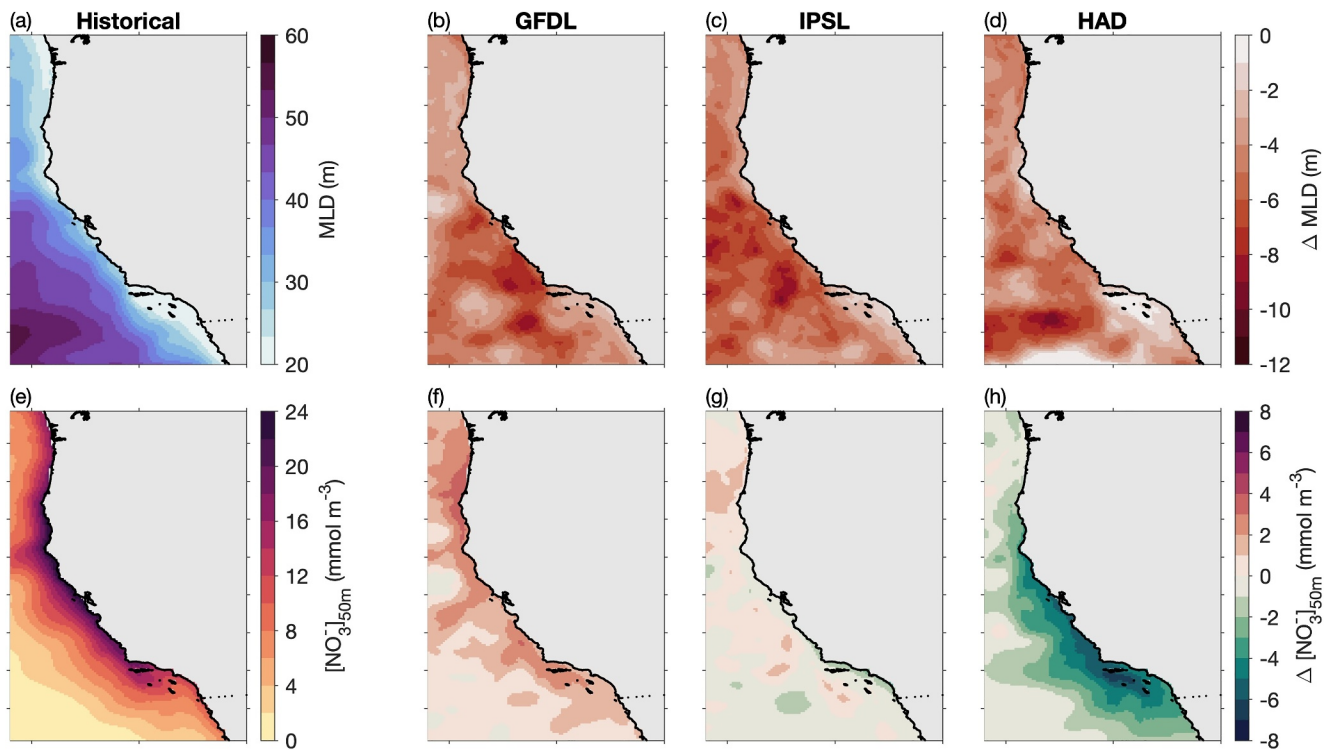 (a) Historical
(b) GFDL
(c) IPSL
(d) HAD
60
50
40
30
20
MLD (m)
0
-2
-4
-6
-8
-10
-12
Δ MLD (m)
(e)
(f)
(g)
(h)
24
20
16
12
8
4
0
[NO₃⁻]₅₀ₘ (mmol m⁻³)
8
6
4
2
0
-2
-4
-6
-8
Δ [NO₃⁻]₅₀ₘ (mmol m⁻³)